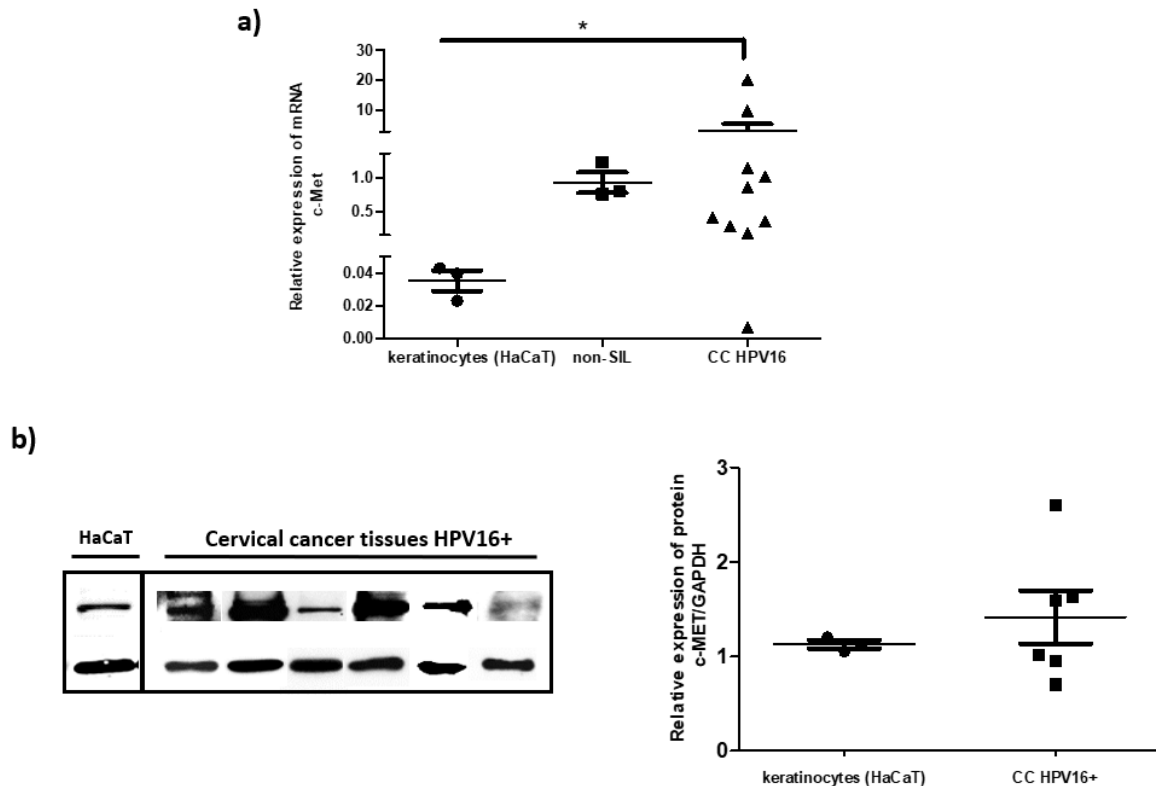 a)
*
Relative expression of mRNA
c-Met
30
20
10
1.0
0.5
0.04
0.02
0.00
keratinocytes (HaCaT)
non-SIL
CC HPV16
b)
HaCaT
Cervical cancer tissues HPV16+
Relative expression of protein
c-MET/GAPDH
3
2
1
0
keratinocytes (HaCaT)
CC HPV16+